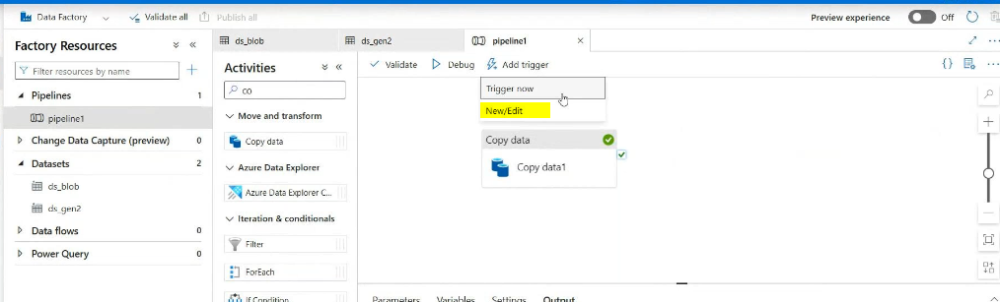 Data Factory
Validate all
Publish all
Preview experience
Off
Factory Resources
Filter resources by name
Pipelines 1
pipeline1
Change Data Capture (preview) 0
Datasets 2
ds_blob
ds_gen2
Data flows 0
Power Query 0
ds_blob
ds_gen2
pipeline1
Activities
co
Move and transform
Copy data
Azure Data Explorer
Azure Data Explorer C...
Iteration & conditionals
Filter
ForEach
If Condition
Validate
Debug
Add trigger
Trigger now
New/Edit
Copy data
Copy data1
Parameters
Variables
Settings
Output